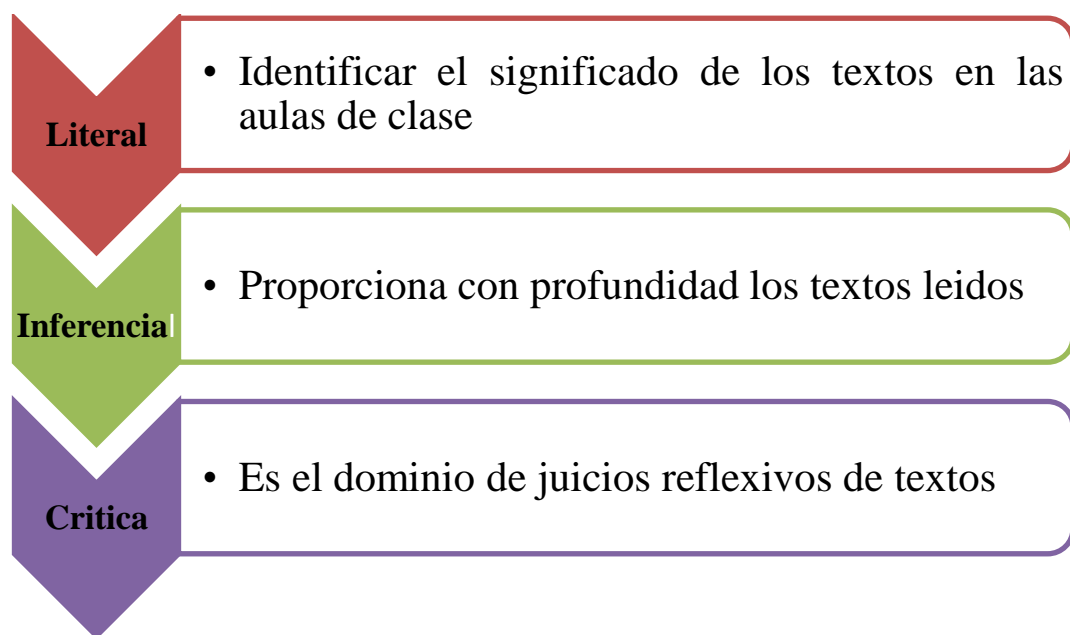 Literal
• Identificar el significado de los textos en las
aulas de clase
Inferencial
• Proporciona con profundidad los textos leidos
Critica
• Es el dominio de juicios reflexivos de textos